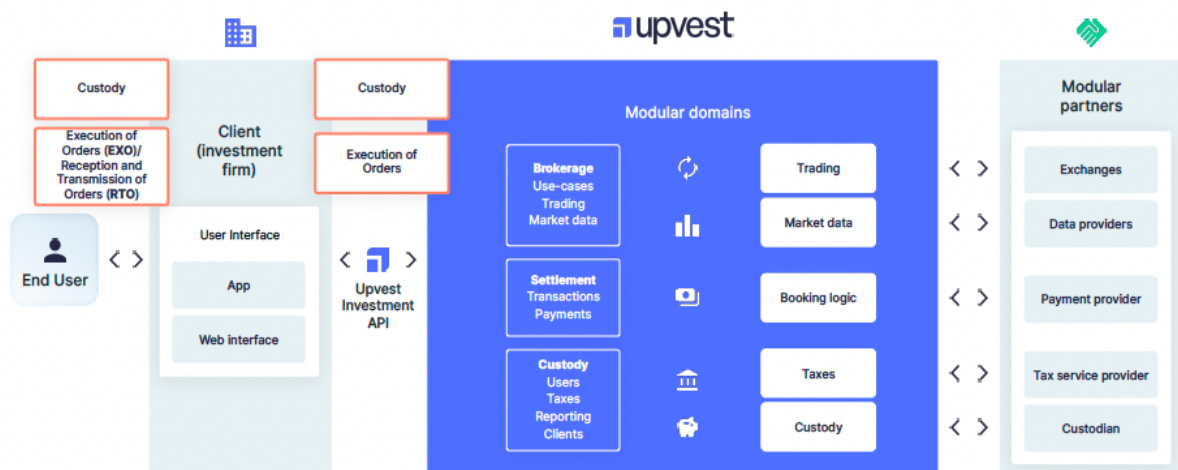 upvest
Custody
Execution of
Orders (EXO)/
Reception and
Transmission of
Orders (RTO)
End User
Client
(investment
firm)
User Interface
App
Web interface
Custody
Execution of
Orders
Upvest
Investment
API
Modular domains
Brokerage
Use-cases
Trading
Market data
Settlement
Transactions
Payments
Custody
Users
Taxes
Reporting
Clients
Trading
Market data
Booking logic
Taxes
Custody
Modular
partners
Exchanges
Data providers
Payment provider
Tax service provider
Custodian